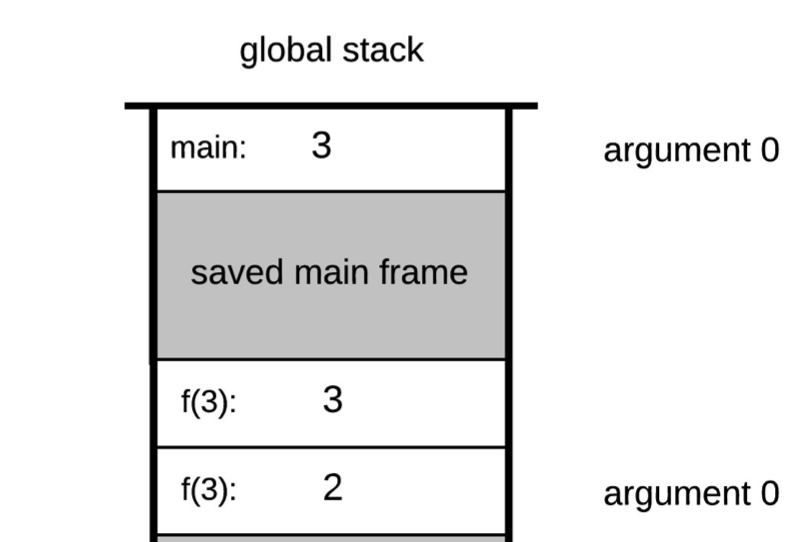 global stack
main: 3 argument 0
saved main frame
f(3): 3
f(3): 2 argument 0